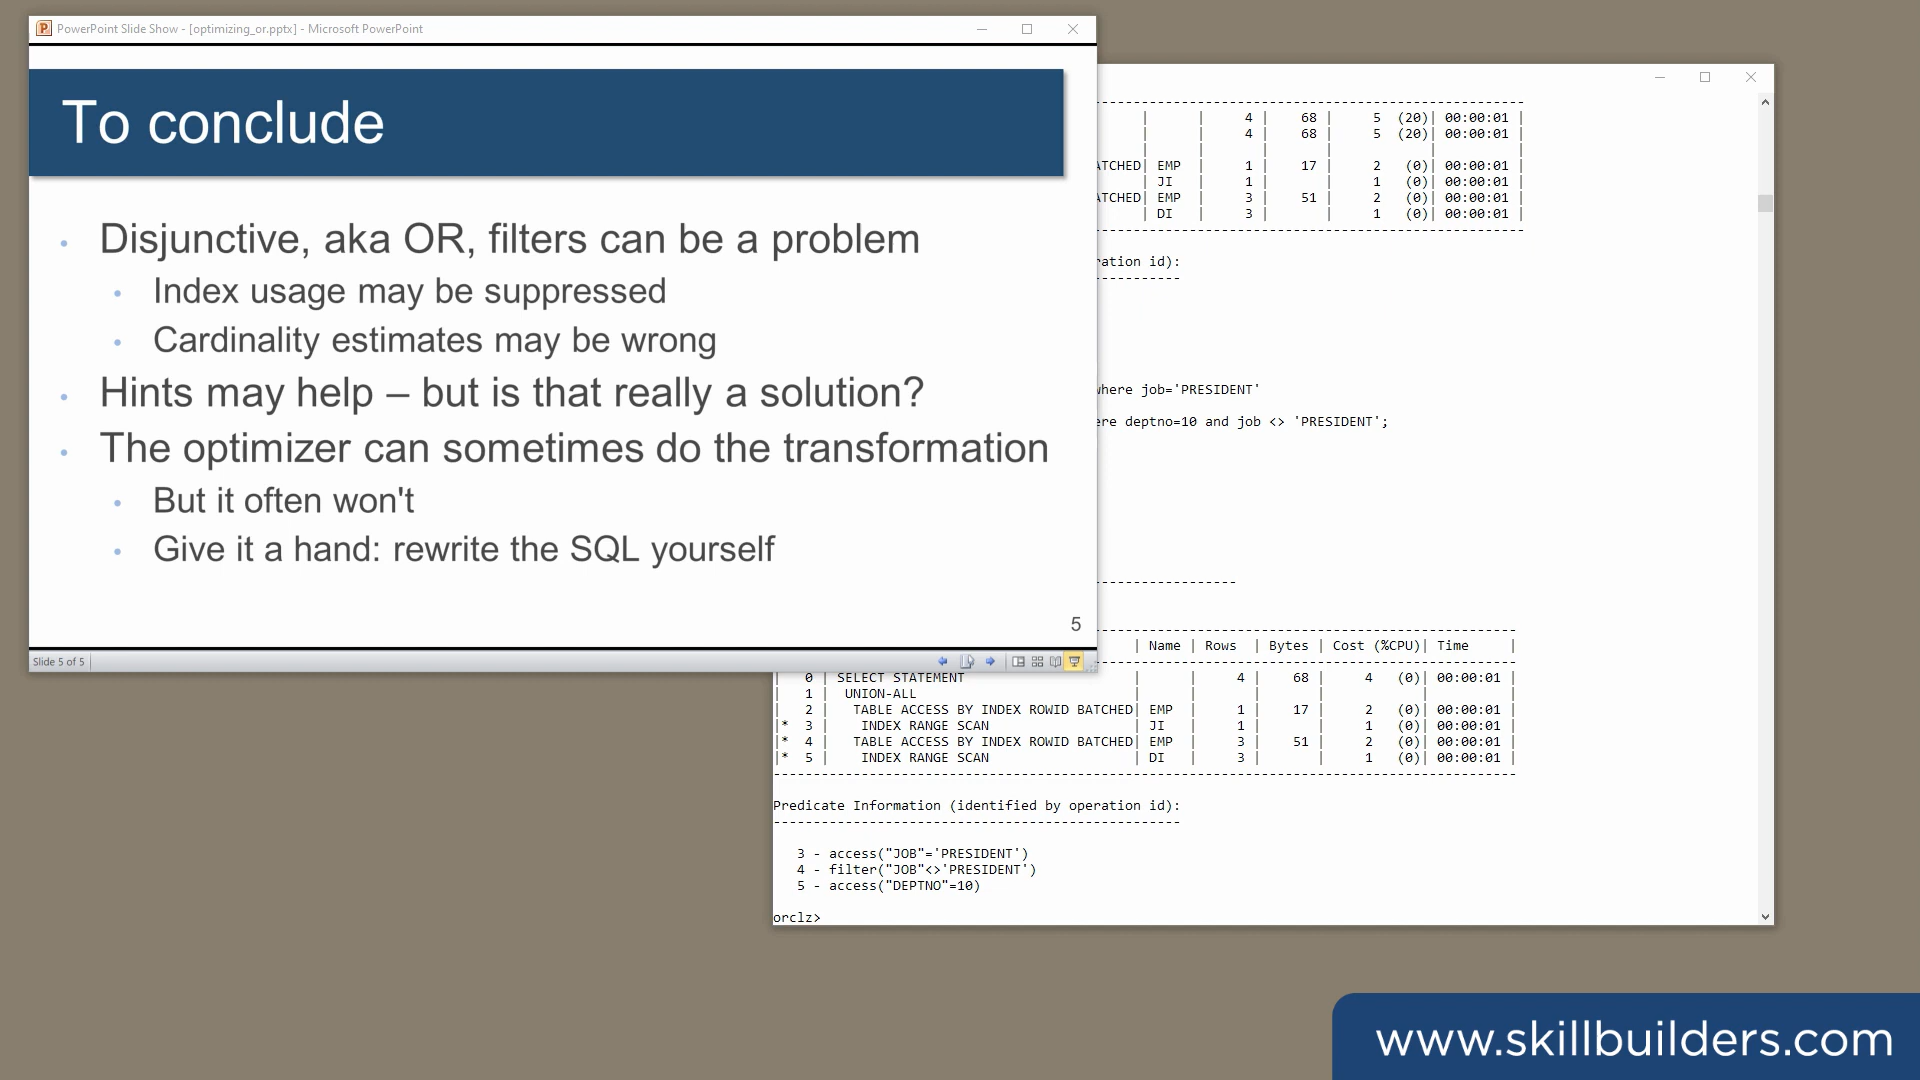 PowerPoint Slide Show - [optimizing_or.pptx] - Microsoft PowerPoint
To conclude
• Disjunctive, aka OR, filters can be a problem
• Index usage may be suppressed
• Cardinality estimates may be wrong
• Hints may help – but is that really a solution?
• The optimizer can sometimes do the transformation
• But it often won't
• Give it a hand: rewrite the SQL yourself
5
Slide 5 of 5
------------------------------------------------------
| | 4 | 68 | 5 (20)| 00:00:01 |
| | 4 | 68 | 5 (20)| 00:00:01 |
| | | | | |
ATCHED| EMP | 1 | 17 | 2 (0)| 00:00:01 |
| JI | 1 | | 1 (0)| 00:00:01 |
ATCHED| EMP | 3 | 51 | 2 (0)| 00:00:01 |
| DI | 3 | | 1 (0)| 00:00:01 |
------------------------------------------------------
ration id):
-----------
where job='PRESIDENT'
ere deptno=10 and job <> 'PRESIDENT';
------------------
-----------------------------------------------------
| Name | Rows | Bytes | Cost (%CPU)| Time |
-----------------------------------------------------
| 0 | SELECT STATEMENT | | 4 | 68 | 4 (0)| 00:00:01 |
| 1 | UNION-ALL | | | | | |
| 2 | TABLE ACCESS BY INDEX ROWID BATCHED| EMP | 1 | 17 | 2 (0)| 00:00:01 |
|* 3 | INDEX RANGE SCAN | JI | 1 | | 1 (0)| 00:00:01 |
|* 4 | TABLE ACCESS BY INDEX ROWID BATCHED| EMP | 3 | 51 | 2 (0)| 00:00:01 |
|* 5 | INDEX RANGE SCAN | DI | 3 | | 1 (0)| 00:00:01 |
---------------------------------------------------------------------------------------------
Predicate Information (identified by operation id):
---------------------------------------------------
3 - access("JOB"='PRESIDENT')
4 - filter("JOB"<>'PRESIDENT')
5 - access("DEPTNO"=10)
orclz>
www.skillbuilders.com